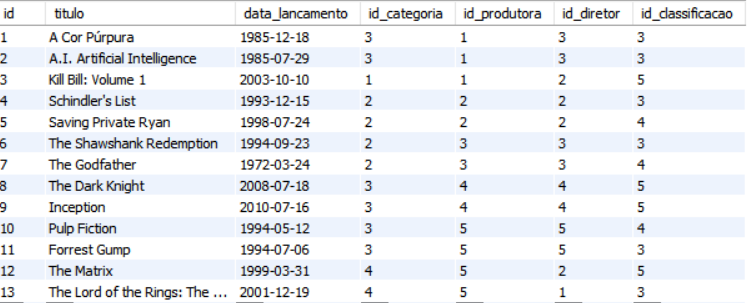 id titulo data_lancamento id_categoria id_produtora id_diretor id_classificacao
1 A Cor Púrpura 1985-12-18 3 1 3 3
2 A.I. Artificial Intelligence 1985-07-29 3 1 3 3
3 Kill Bill: Volume 1 2003-10-10 1 1 2 5
4 Schindler's List 1993-12-15 2 2 2 3
5 Saving Private Ryan 1998-07-24 2 2 2 4
6 The Shawshank Redemption 1994-09-23 2 3 3 3
7 The Godfather 1972-03-24 2 3 3 4
8 The Dark Knight 2008-07-18 3 4 4 5
9 Inception 2010-07-16 3 4 4 5
10 Pulp Fiction 1994-05-12 3 5 5 4
11 Forrest Gump 1994-07-06 3 5 5 3
12 The Matrix 1999-03-31 4 5 2 5
13 The Lord of the Rings: The ... 2001-12-19 4 5 1 3